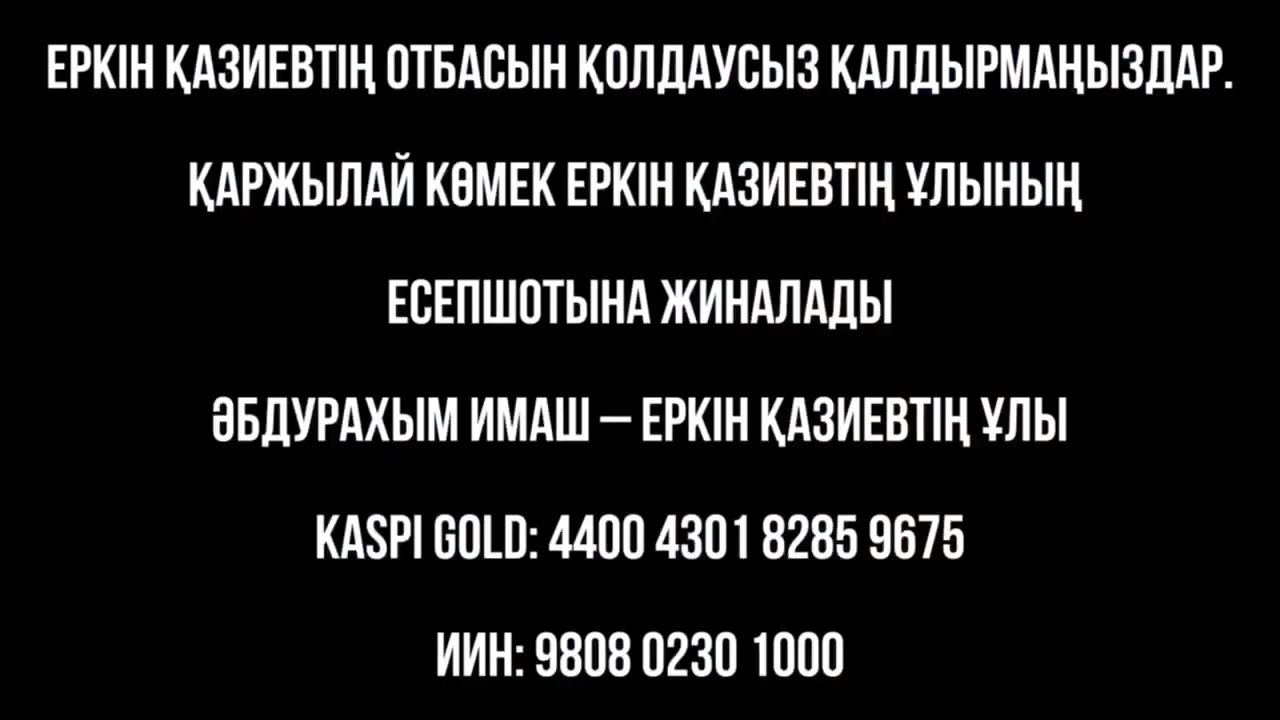 ЕРКІН ҚАЗИЕВТІҢ ОТБАСЫН ҚОЛДАУСЫЗ ҚАЛДЫРМАҢЫЗДАР.
ҚАРЖЫЛАЙ КӨМЕК ЕРКІН ҚАЗИЕВТІҢ ҰЛЫНЫҢ
ЕСЕПШОТЫНА ЖИНАЛАДЫ
ӘБДУРАХЫМ ИМАШ – ЕРКІН ҚАЗИЕВТІҢ ҰЛЫ
KASPI GOLD: 4400 4301 8285 9675
ИИН: 9808 0230 1000